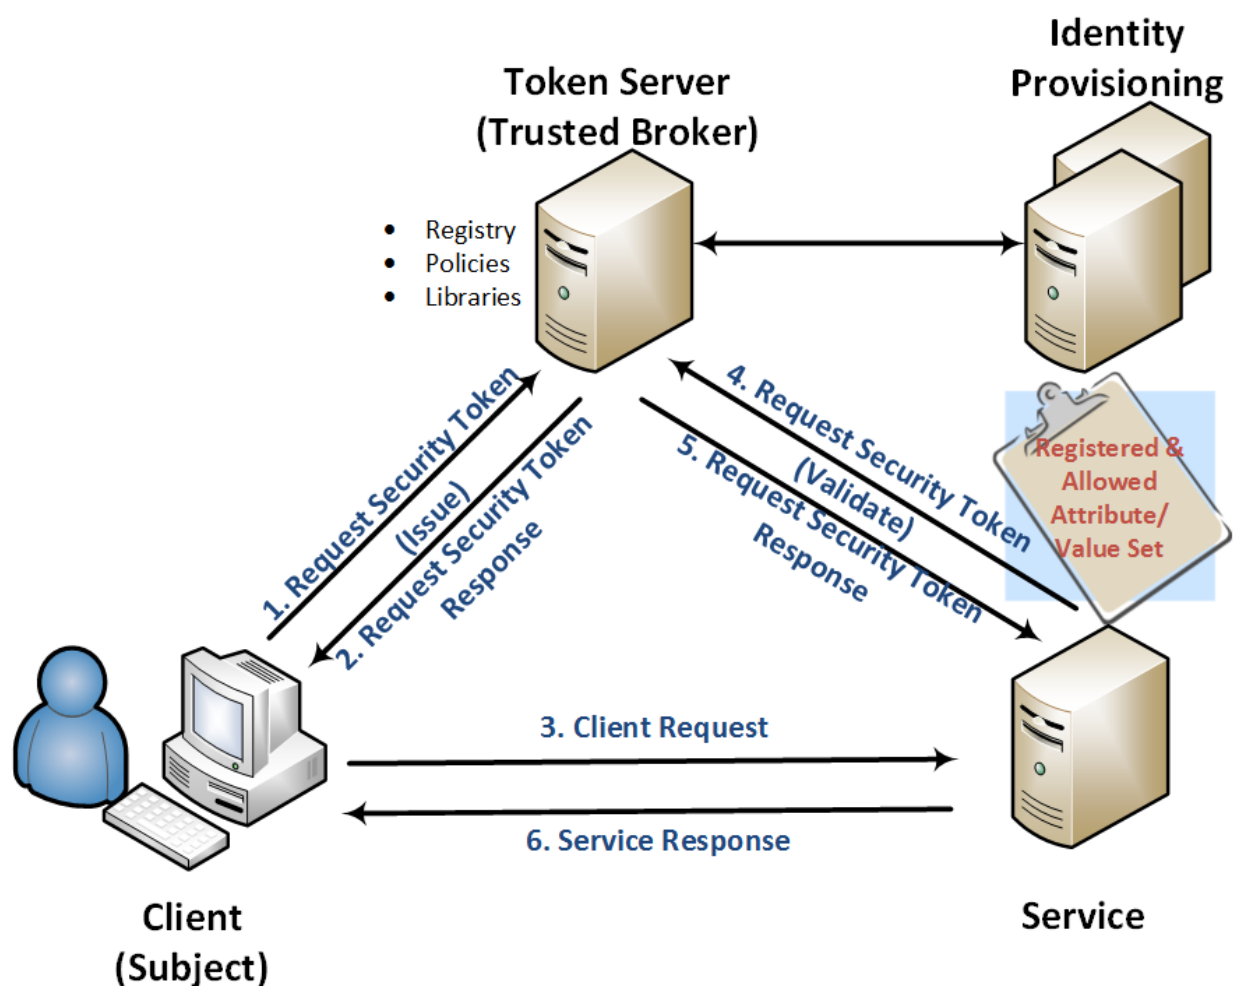 Identity
Provisioning
Token Server
(Trusted Broker)
• Registry
• Policies
• Libraries
1. Request Security Token
(Issue)
2. Request Security Token
Response
4. Request Security Token
(Validate)
5. Request Security Token
Response
Registered &
Allowed
Attribute/
Value Set
3. Client Request
6. Service Response
Client
(Subject)
Service